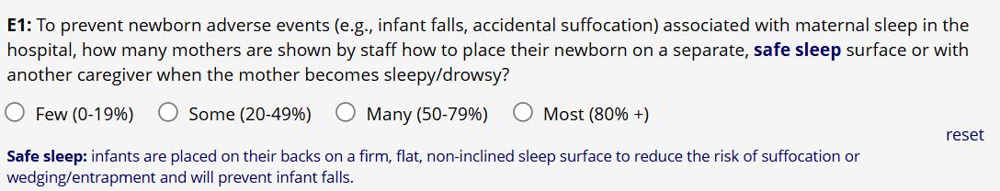 E1: To prevent newborn adverse events (e.g., infant falls, accidental suffocation) associated with maternal sleep in the
hospital, how many mothers are shown by staff how to place their newborn on a separate, safe sleep surface or with
another caregiver when the mother becomes sleepy/drowsy?
Few (0-19%) Some (20-49%) Many (50-79%) Most (80% +)
reset
Safe sleep: infants are placed on their backs on a firm, flat, non-inclined sleep surface to reduce the risk of suffocation or
wedging/entrapment and will prevent infant falls.